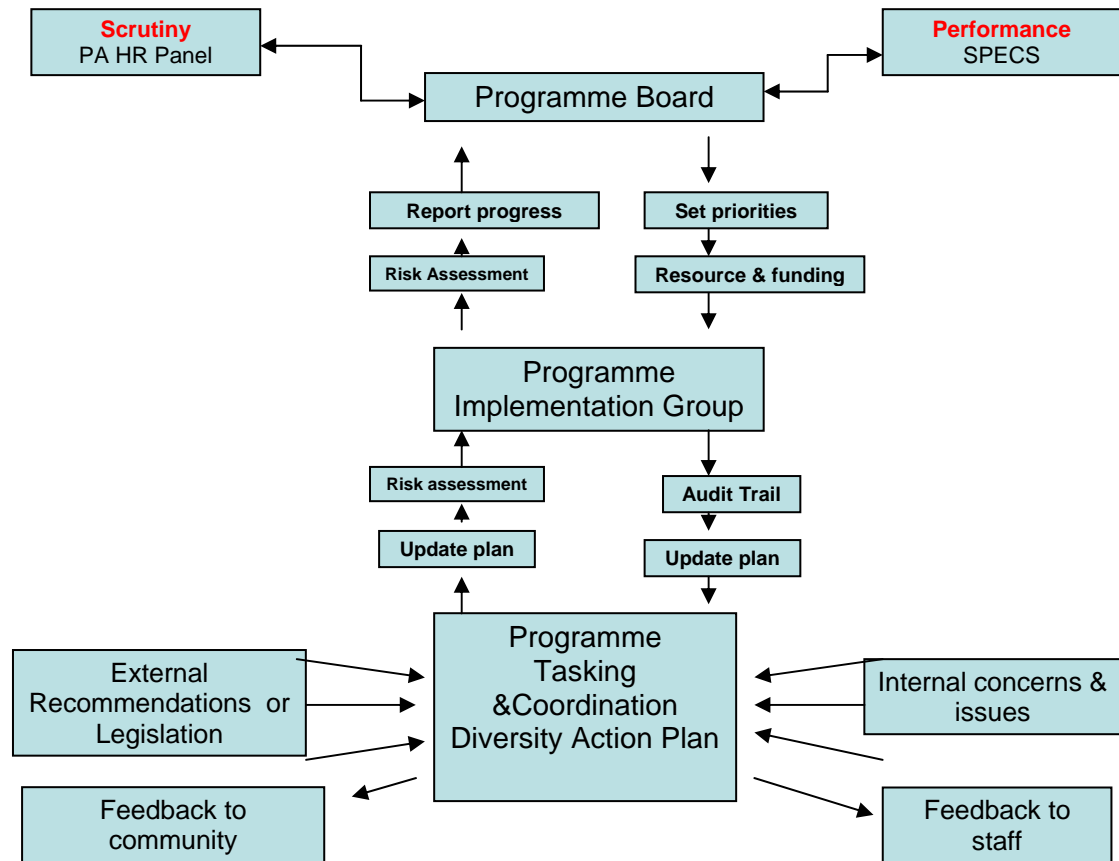 Scrutiny
PA HR Panel
Performance
SPECS
Programme Board
Report progress
Set priorities
Risk Assessment
Resource & funding
Programme
Implementation Group
Risk assessment
Audit Trail
Update plan
Update plan
Programme
Tasking
&Coordination
Diversity Action Plan
External
Recommendations or
Legislation
Internal concerns &
issues
Feedback to
community
Feedback to
staff